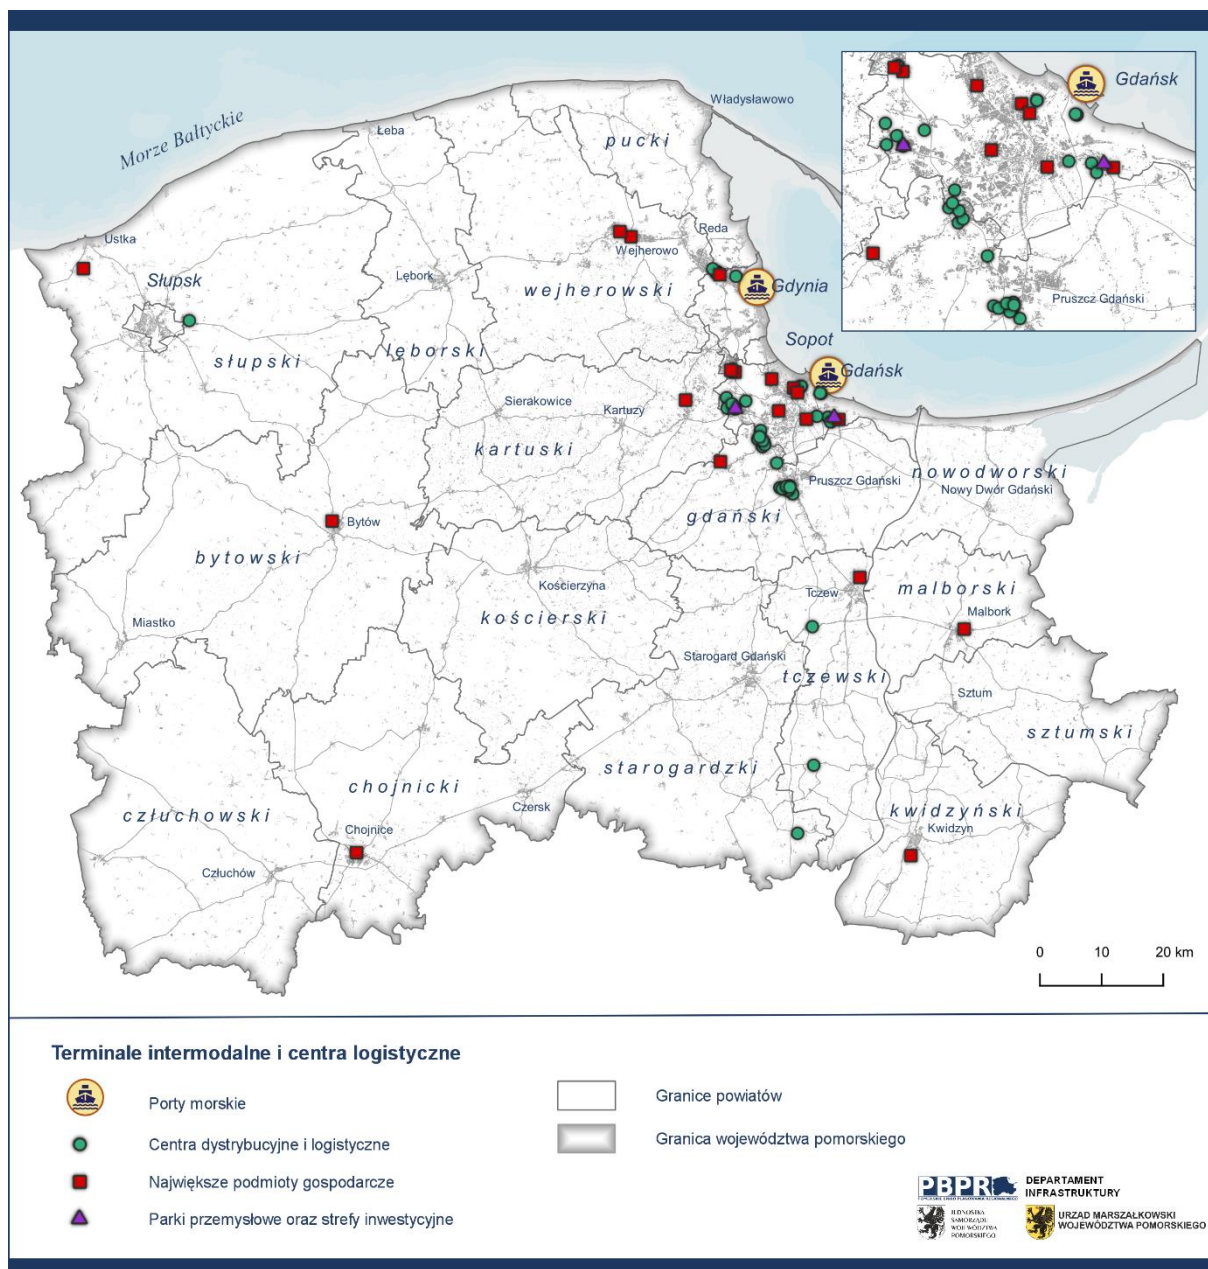 Morze Bałtyckie
Władysławowo
Gdańsk
Łeba
pucki
Ustka
Reda
Wejherowo
Słupsk
Lębork
wejherowski
Gdynia
Pruszcz Gdański
Sopot
słupski
lęborski
Gdańsk
Sierakowice
Kartuzy
kartuski
nowodworski
Pruszcz Gdański
Nowy Dwór Gdański
gdański
Bytów
bytowski
Kościerzyna
kościerski
Tczew
malborski
Malbork
Miastko
Starogard Gdański
tczewski
Sztum
sztumski
starogardzki
chojnicki
człuchowski
Czersk
kwidzyński
Chojnice
Kwidzyn
Człuchów
0 10 20 km
Terminale intermodalne i centra logistyczne
Porty morskie
Centra dystrybucyjne i logistyczne
Największe podmioty gospodarcze
Parki przemysłowe oraz strefy inwestycyjne
Granice powiatów
Granica województwa pomorskiego
PBPR
DEPARTAMENT
INFRASTRUKTURY
JEDNOSTKA
SAMORZĄDU
WOJEWÓDZTWA
POMORSKIEGO
URZĄD MARSZAŁKOWSKI
WOJEWÓDZTWA POMORSKIEGO